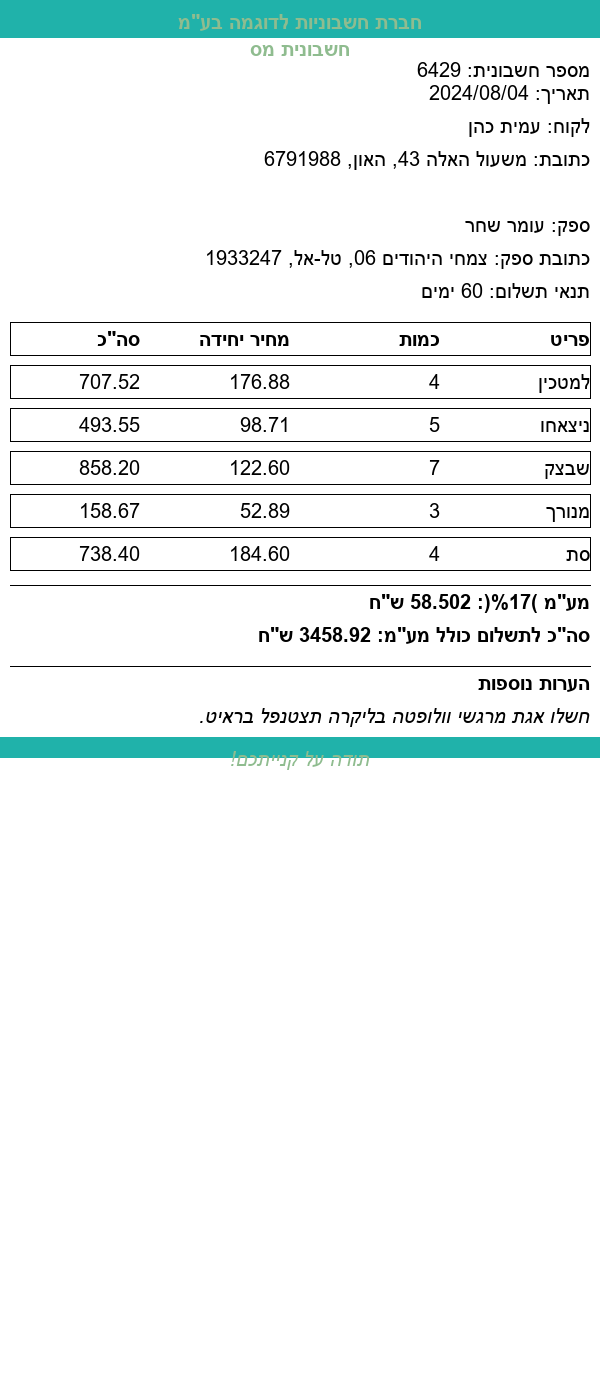 חברת חשבוניות לדוגמה בע"מ
חשבונית מס
מספר חשבונית: 6429
תאריך: 2024/08/04
לקוח: עמית כהן
כתובת: משעול האלה 43, האון, 6791988
ספק: עומר שחר
כתובת ספק: צמחי היהודים 06, טל-אל, 1933247
תנאי תשלום: 60 ימים
פריט כמות מחיר יחידה סה"כ
למטכין 4 176.88 707.52
ניצאחו 5 98.71 493.55
שבצק 7 122.60 858.20
מנורך 3 52.89 158.67
סת 4 184.60 738.40
מע"מ )17%(: 58.502 ש"ח
סה"כ לתשלום כולל מע"מ: 3458.92 ש"ח
הערות נוספות
חשלו אגת מרגשי וולופטה בליקרה תצטנפל בראיט.
תודה על קנייתכם!